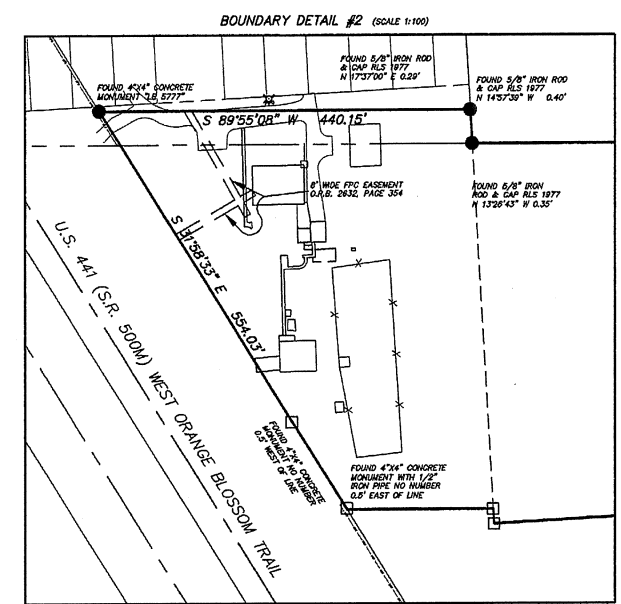 BOUNDARY DETAIL #2 (SCALE 1:100)
FOUND 5/8" IRON ROD
& CAP RLS 1977
N 17°37'00" E 0.29'
FOUND 4"X4" CONCRETE
MONUMENT "LB 5777"
FOUND 5/8" IRON ROD
& CAP RLS 1977
N 14°57'39" W 0.40'
S 89°55'08" W 440.15'
8' WIDE FPC EASEMENT
O.R.B. 2632, PAGE 354
FOUND 5/8" IRON
ROD & CAP RLS 1977
N 13°26'43" W 0.35'
S 31°58'33" E 554.03'
U.S. 441 (S.R. 500M) WEST ORANGE BLOSSOM TRAIL
FOUND 4"X4" CONCRETE
MONUMENT NO NUMBER
0.5' WEST OF LINE
FOUND 4"X4" CONCRETE
MONUMENT WITH 1/2"
IRON PIPE NO NUMBER
0.5' EAST OF LINE